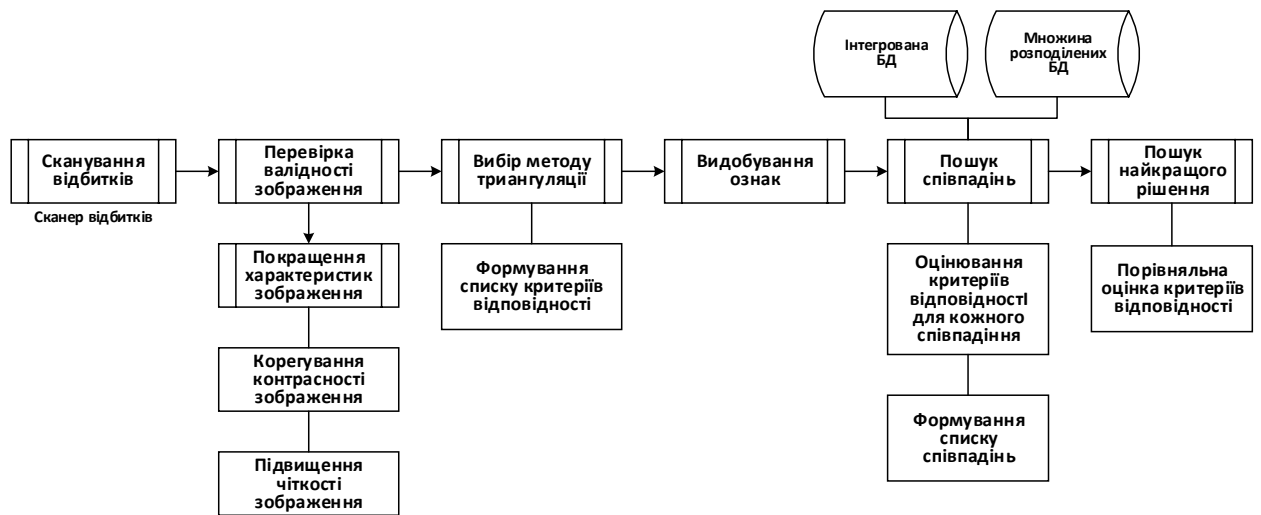 Інтегрована
БД
Множина
розподілених
БД
Сканування
відбитків
Сканер відбитків
Перевірка
валідності
зображення
Вибір методу
триангуляції
Видобування
ознак
Пошук
співпадінь
Пошук
найкращого
рішення
Покращення
характеристик
зображення
Формування
списку критеріїв
відповідності
Оцінювання
критеріїв
відповідності
для кожного
співпадіння
Порівняльна
оцінка критеріїв
відповідності
Корегування
контрасності
зображення
Формування
списку
співпадінь
Підвищення
чіткості
зображення